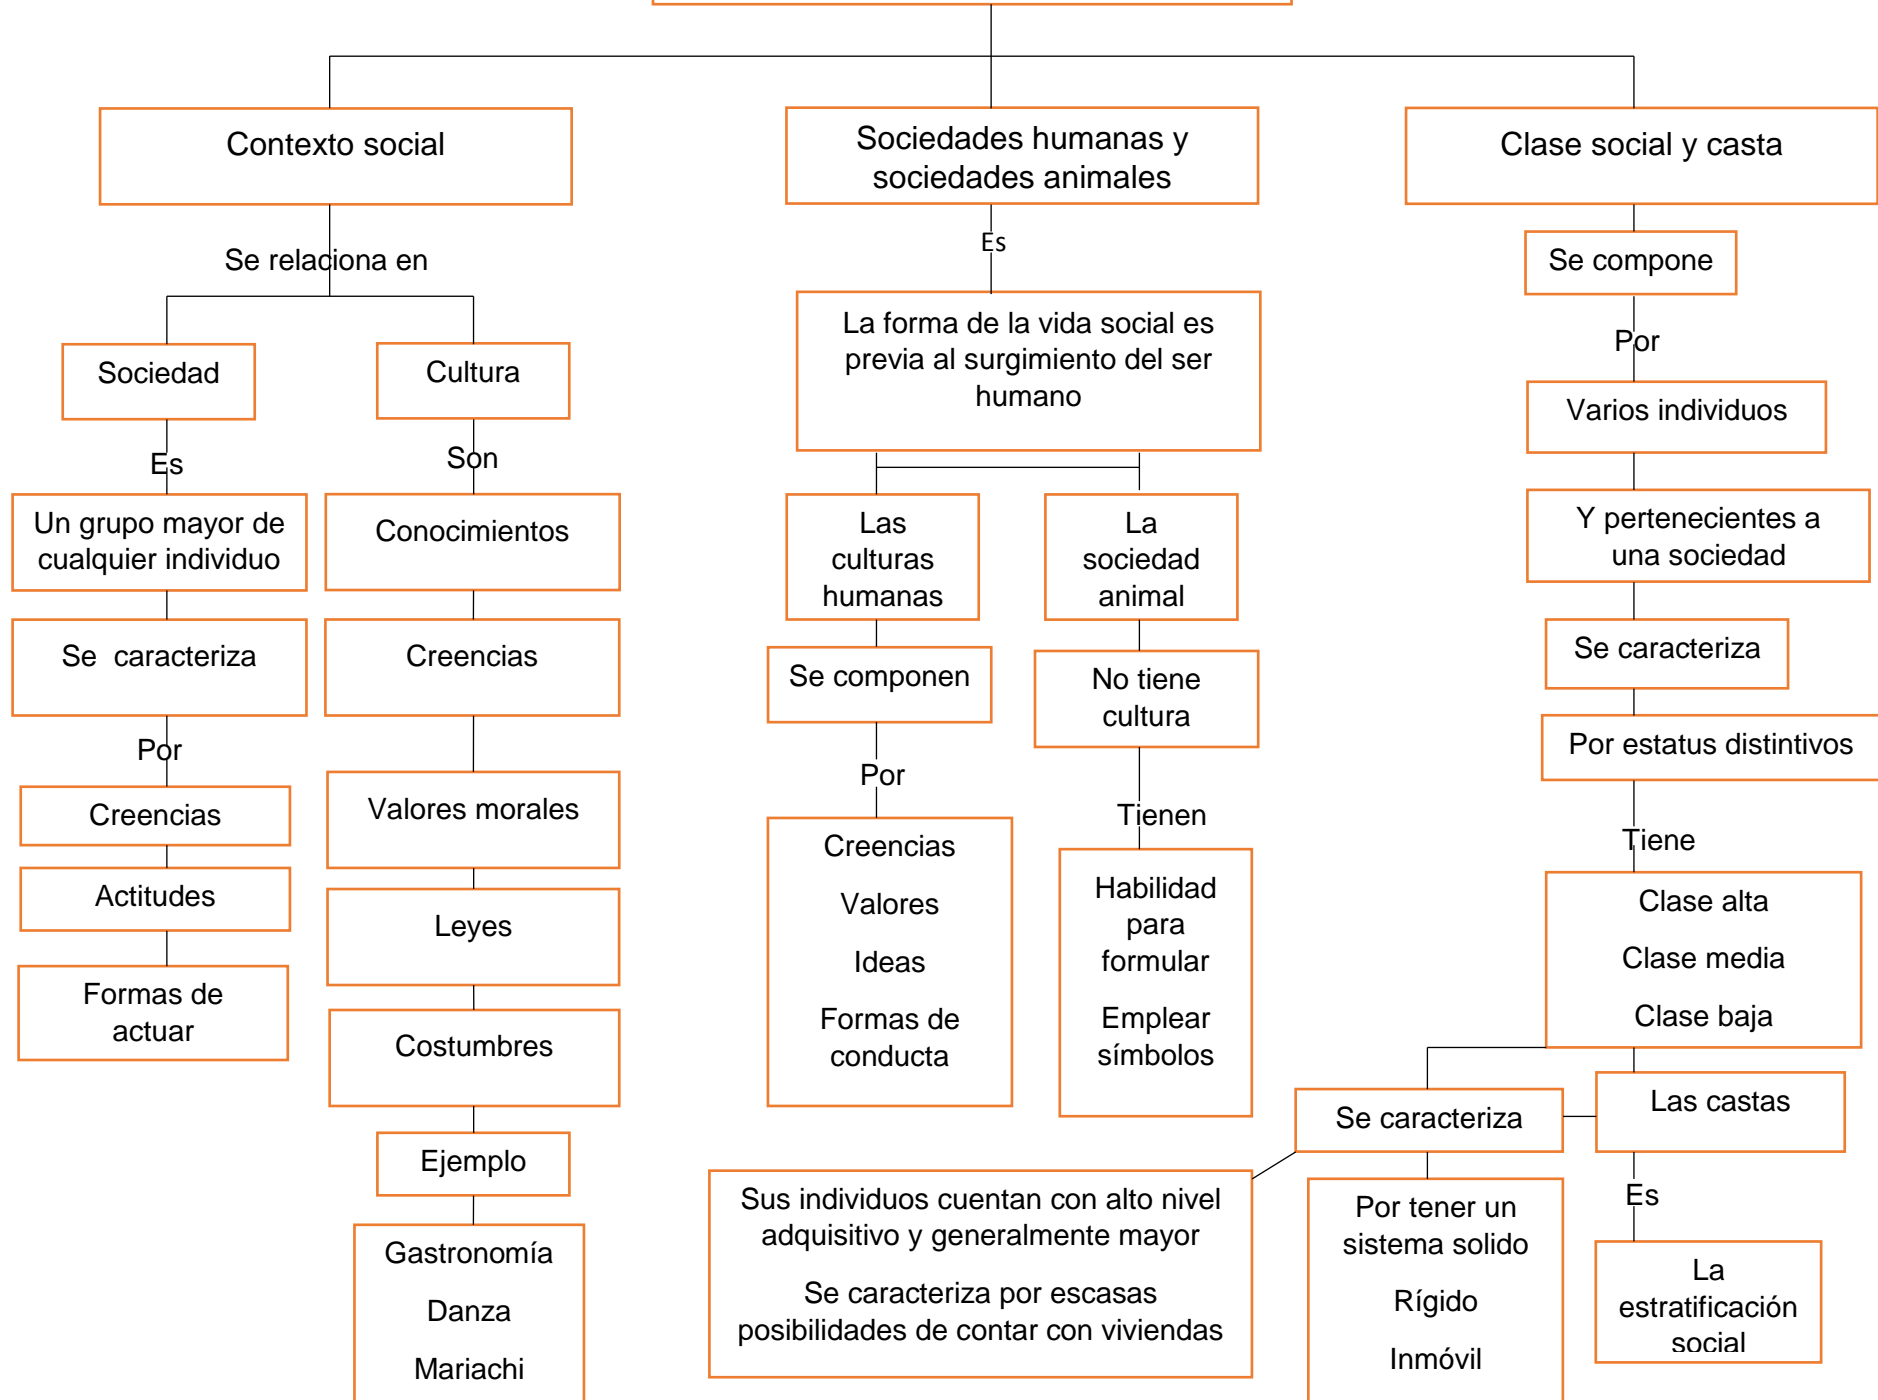 Contexto social
Se relaciona en
Sociedad
Es
Un grupo mayor de
cualquier individuo
Se  caracteriza
Por
Creencias
Actitudes
Formas de
actuar
Cultura
Son
Conocimientos
Creencias
Valores morales
Leyes
Costumbres
Ejemplo
Gastronomía
Danza
Mariachi
Sociedades humanas y
sociedades animales
Es
La forma de la vida social es
previa al surgimiento del ser
humano
Las
culturas
humanas
Se componen
Por
Creencias
Valores
Ideas
Formas de
conducta
La
sociedad
animal
No tiene
cultura
Tienen
Habilidad
para
formular
Emplear
símbolos
Clase social y casta
Se compone
Por
Varios individuos
Y pertenecientes a
una sociedad
Se caracteriza
Por estatus distintivos
Tiene
Clase alta
Clase media
Clase baja
Se caracteriza
Sus individuos cuentan con alto nivel
adquisitivo y generalmente mayor
Se caracteriza por escasas
posibilidades de contar con viviendas
Por tener un
sistema solido
Rígido
Inmóvil
Las castas
Es
La
estratificación
social